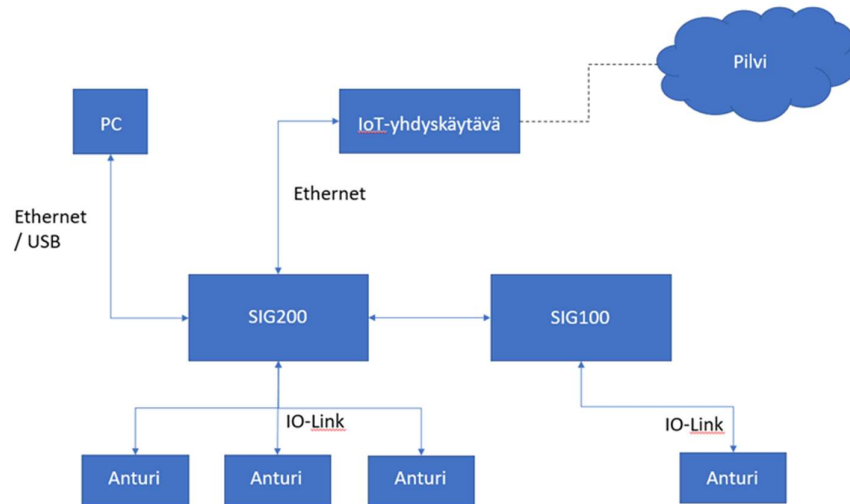 Pilvi
PC
IoT-yhdyskäytävä
Ethernet
Ethernet
/ USB
SIG200
SIG100
IO-Link
IO-Link
Anturi
Anturi
Anturi
Anturi